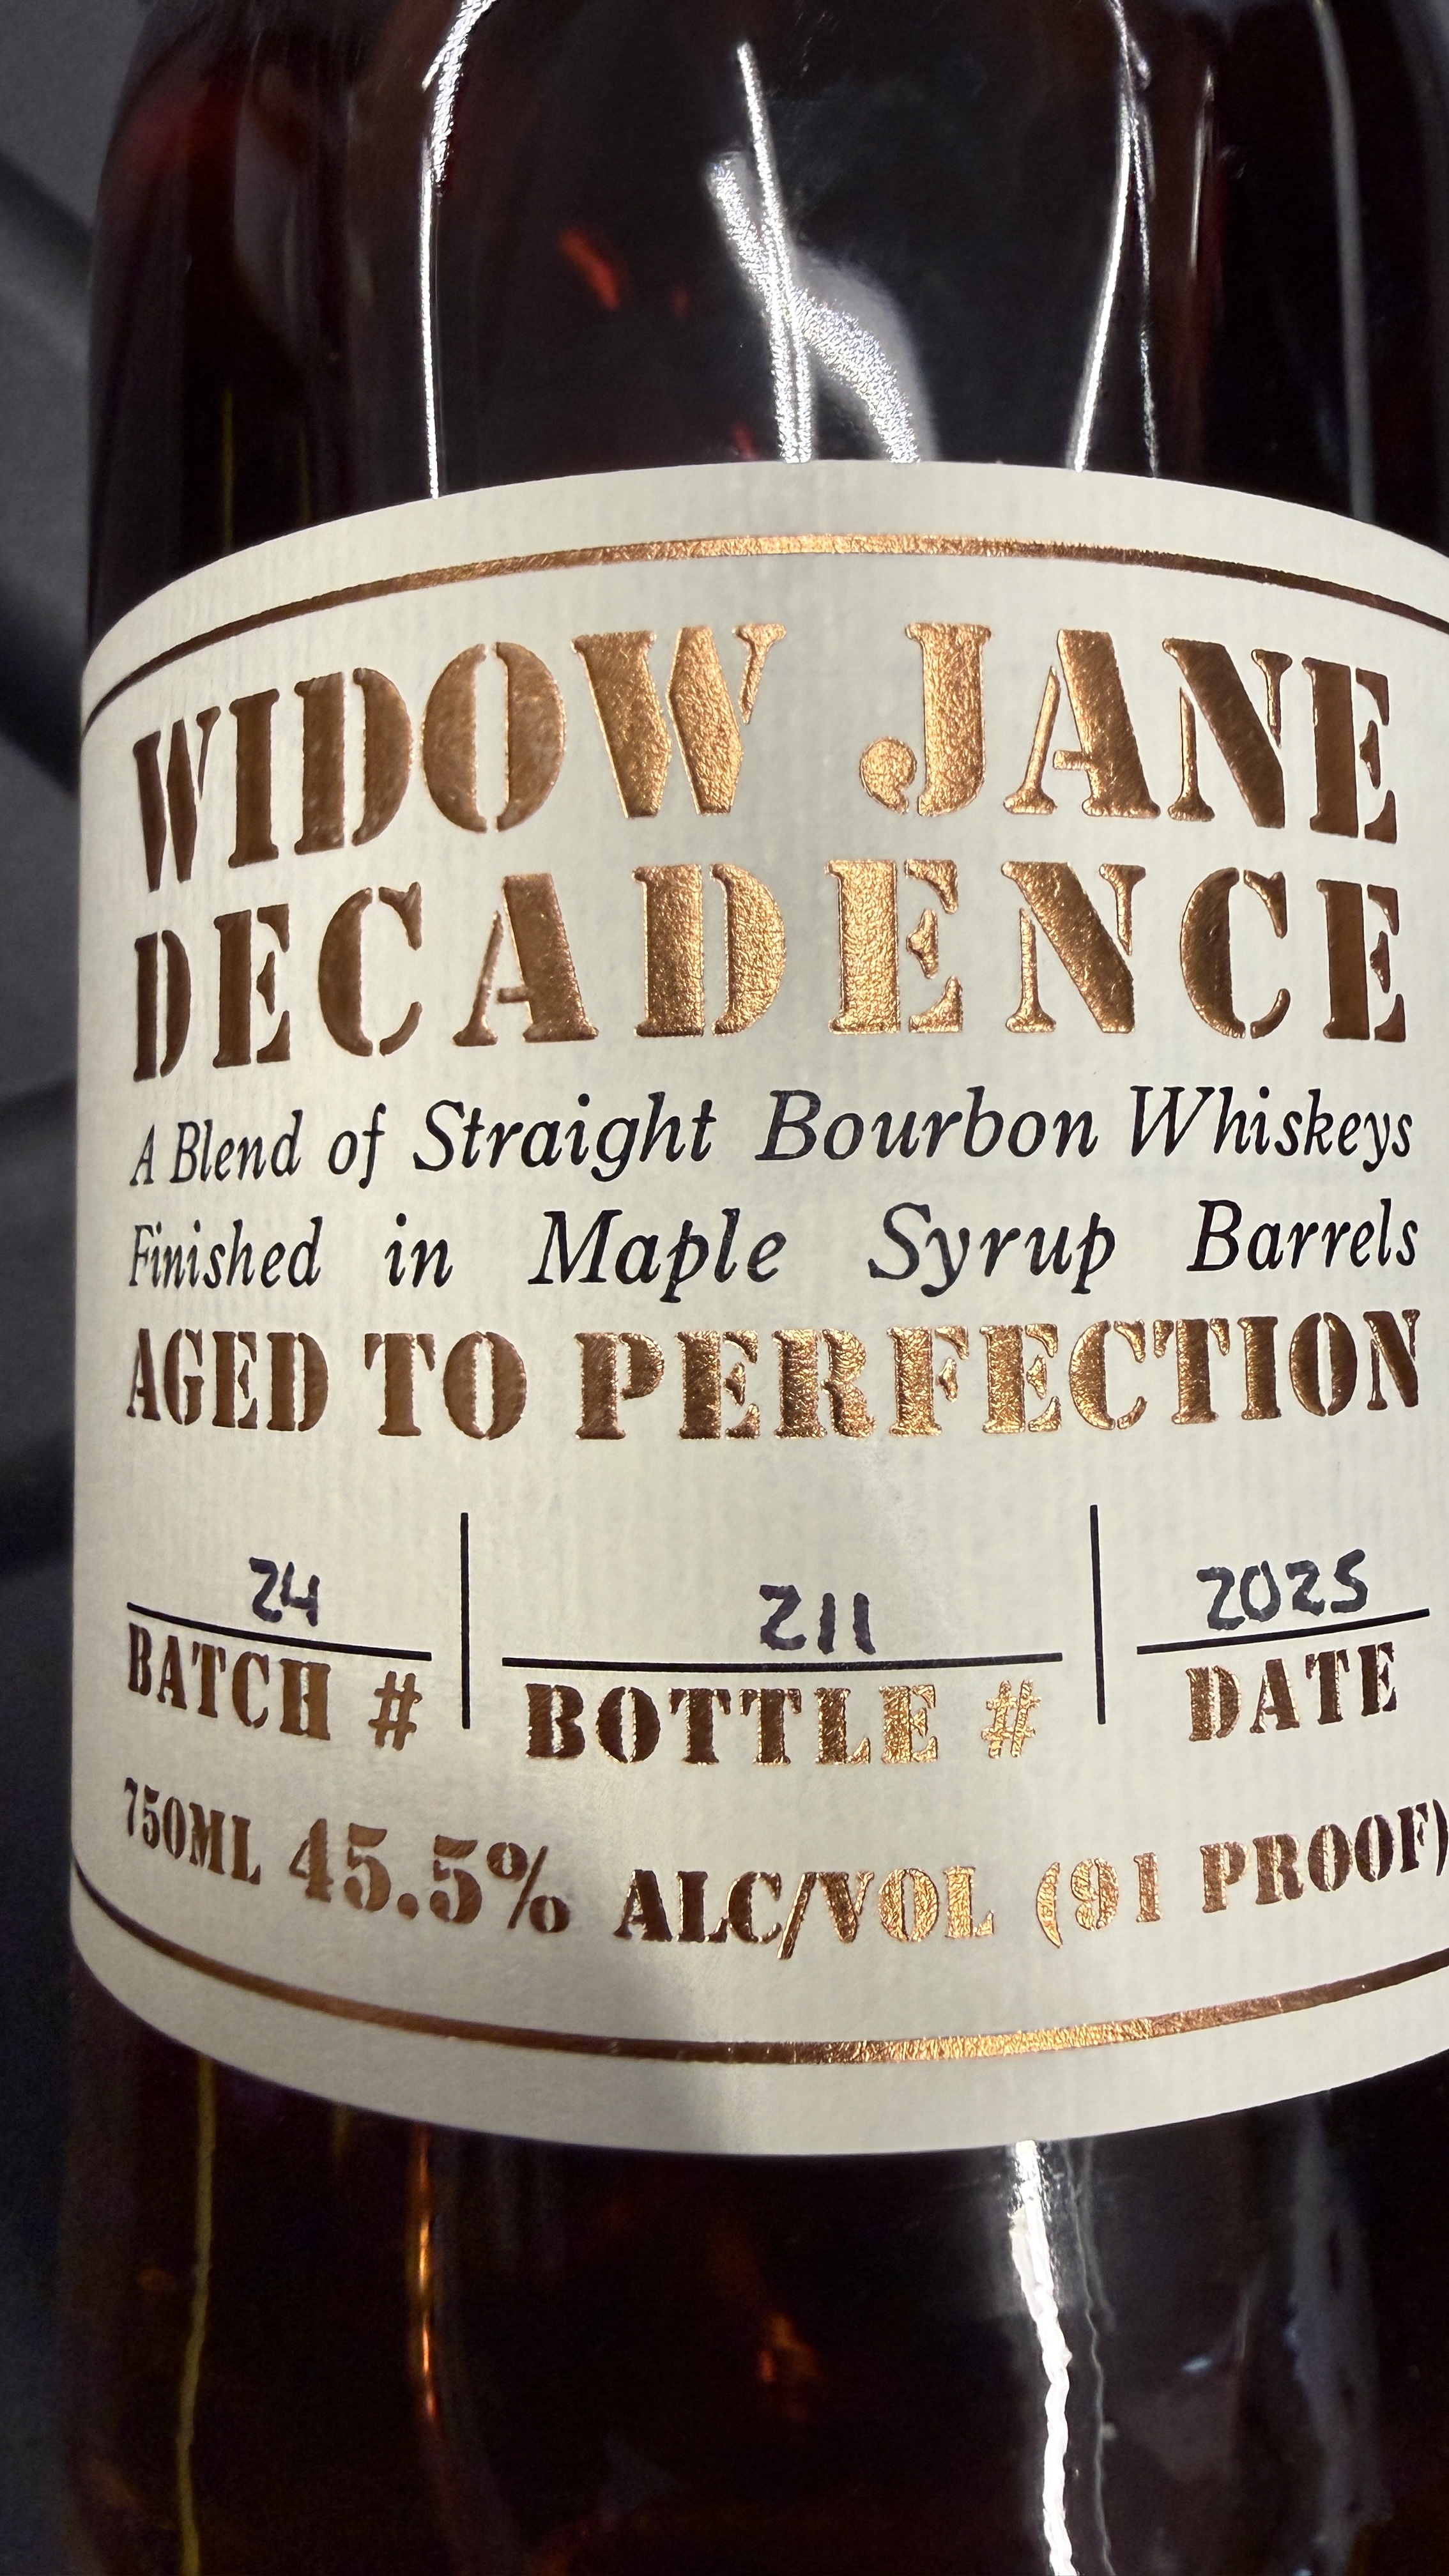 WIDOW JANE
DECADENCE
A Blend of Straight Bourbon Whiskeys
Finished in Maple Syrup Barrels
AGED TO PERFECTION
24 211 2025
BATCH # BOTTLE # DATE
750ML 45.5% ALC/VOL (91 PROOF)